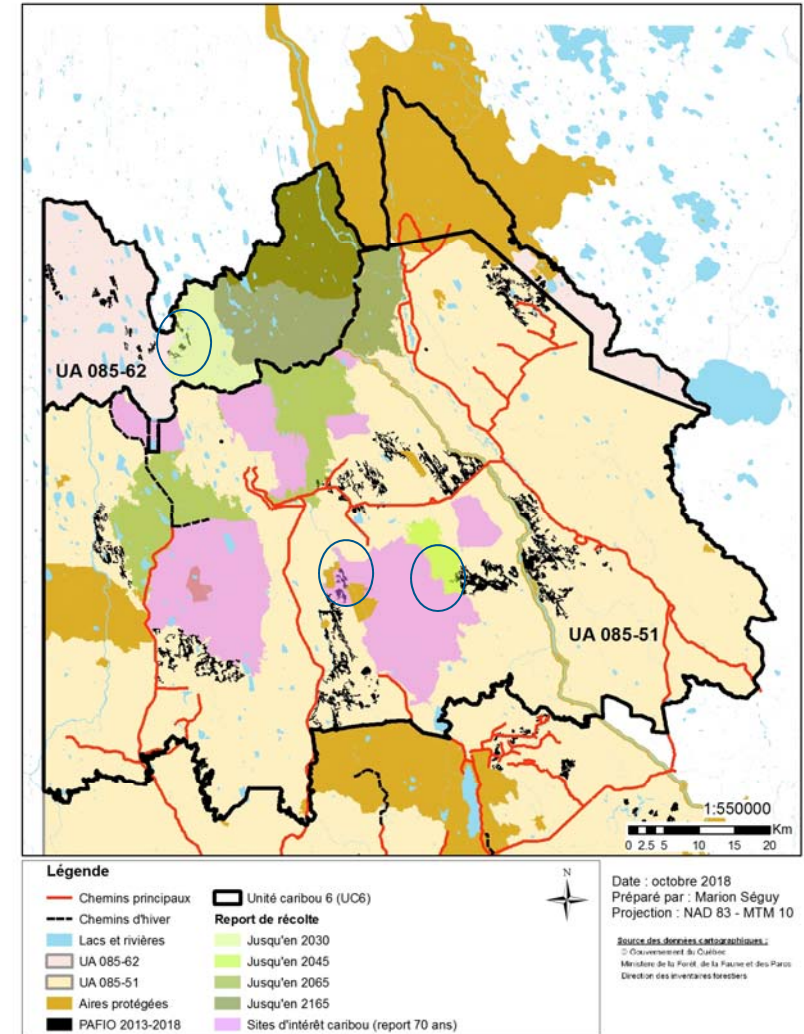 UA 085-62
UA 085-51
1:550000
Km
0 2.5 5 10 15 20
Légende
Chemins principaux
Chemins d'hiver
Lacs et rivières
UA 085-62
UA 085-51
Aires protégées
PAFIO 2013-2018
Unité caribou 6 (UC6)
Report de récolte
Jusqu'en 2030
Jusqu'en 2045
Jusqu'en 2065
Jusqu'en 2165
Sites d'intérêt caribou (report 70 ans)
N
Date : octobre 2018
Préparé par : Marion Séguy
Projection : NAD 83 - MTM 10
Source des données cartographiques :
© Gouvernement du Québec
Ministère de la Forêt, de la Faune et des Parcs
Direction des inventaires forestiers